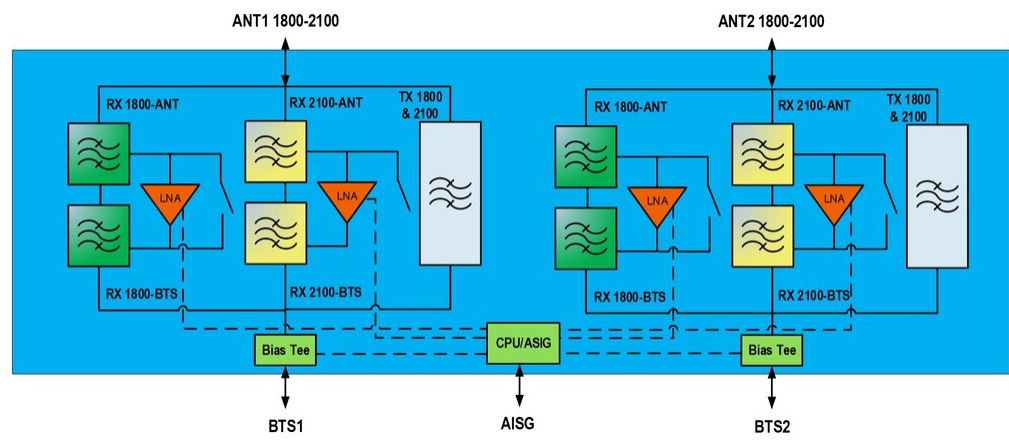 ANT1 1800-2100
ANT2 1800-2100
RX 1800-ANT
RX 2100-ANT
TX 1800
& 2100
RX 1800-ANT
RX 2100-ANT
TX 1800
& 2100
LNA
LNA
LNA
LNA
RX 1800-BTS
RX 2100-BTS
RX 1800-BTS
RX 2100-BTS
Bias Tee
CPU/ASIG
Bias Tee
BTS1
AISG
BTS2